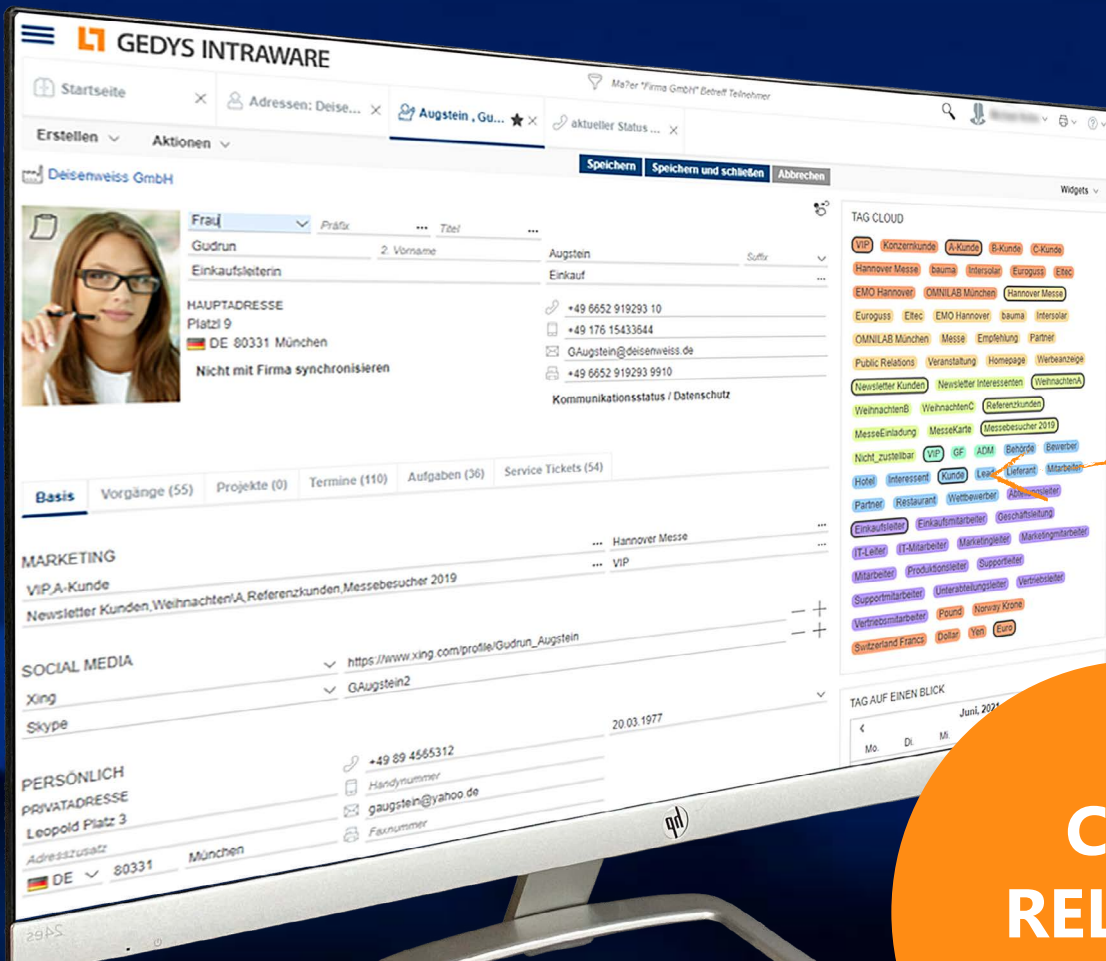 GEDYS INTRAWARE
Ma?er "Firma GmbH" Betreff Teilnehmer
Startseite
Adressen: Deise...
Augstein , Gu...
aktueller Status ...
Erstellen
Aktionen
Speichern
Speichern und schließen
Abbrechen
Widgets
Deisenweiss GmbH
Frau
Präfix
Titel
Gudrun
2. Vorname
Augstein
Suffix
Einkaufsleiterin
Einkauf
HAUPTADRESSE
Platzl 9
DE 80331 München
Nicht mit Firma synchronisieren
+49 6652 919293 10
+49 176 15433644
GAugstein@deisenweiss.de
+49 6652 919293 9910
Kommunikationsstatus / Datenschutz
Basis
Vorgänge (55)
Projekte (0)
Termine (110)
Aufgaben (36)
Service Tickets (54)
MARKETING
VIP,A-Kunde
Hannover Messe
Newsletter Kunden,Weihnachten\A,Referenzkunden,Messebesucher 2019
VIP
SOCIAL MEDIA
Xing
https://www.xing.com/profile/Gudrun_Augstein
Skype
GAugstein2
PERSÖNLICH
PRIVATADRESSE
Leopold Platz 3
Adresszusatz
DE 80331 München
+49 89 4565312
Handynummer
gaugstein@yahoo.de
Faxnummer
20.03.1977
TAG CLOUD
VIP Konzernkunde A-Kunde B-Kunde C-Kunde
Hannover Messe bauma Intersolar Euroguss Eltec
EMO Hannover OMNILAB München Hannover Messe
Euroguss Eltec EMO Hannover bauma Intersolar
OMNILAB München Messe Empfehlung Partner
Public Relations Veranstaltung Homepage Werbeanzeige
Newsletter Kunden Newsletter Interessenten WeihnachtenA
WeihnachtenB WeihnachtenC Referenzkunden
MesseEinladung MesseKarte Messebesucher 2019
Nicht_zustellbar VIP GF ADM Behörde Bewerber
Hotel Interessent Kunde Lead Lieferant Mitarbeiter
Partner Restaurant Wettbewerber Abteilungsleiter
Einkaufsleiter Einkaufsmitarbeiter Geschäftsleitung
IT-Leiter IT-Mitarbeiter Marketingleiter Marketingmitarbeiter
Mitarbeiter Produktionsleiter Supportleiter
Supportmitarbeiter Unterabteilungsleiter Vertriebsleiter
Vertriebsmitarbeiter Pound Norway Krone
Switzerland Francs Dollar Yen Euro
TAG AUF EINEN BLICK
Juni, 2021
Mo. Di. Mi.
C
REL